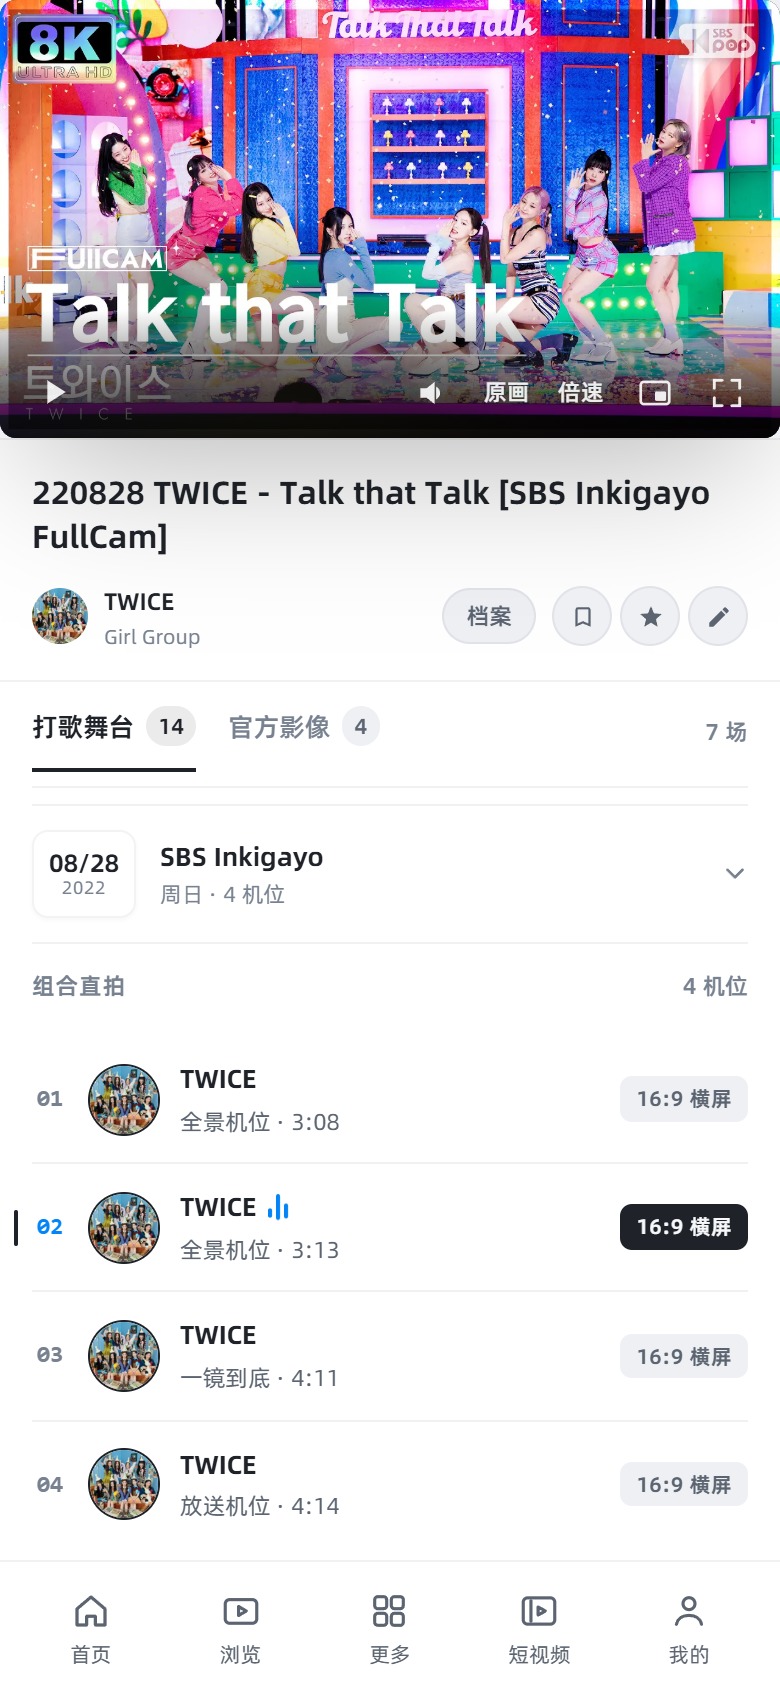 Talk That Talk
8K
ULTRA HD
SBS
Kpop
FullCAM
lk
Talk that Talk
트와이스
TWICE
原画
倍速
220828 TWICE - Talk that Talk [SBS Inkigayo
FullCam]
TWICE
Girl Group
档案
打歌舞台 14
官方影像 4
7 场
08/28
2022
SBS Inkigayo
周日 · 4 机位
组合直拍
4 机位
01
TWICE
全景机位 · 3:08
16:9 横屏
02
TWICE
全景机位 · 3:13
16:9 横屏
03
TWICE
一镜到底 · 4:11
16:9 横屏
04
TWICE
放送机位 · 4:14
16:9 横屏
首页
浏览
更多
短视频
我的